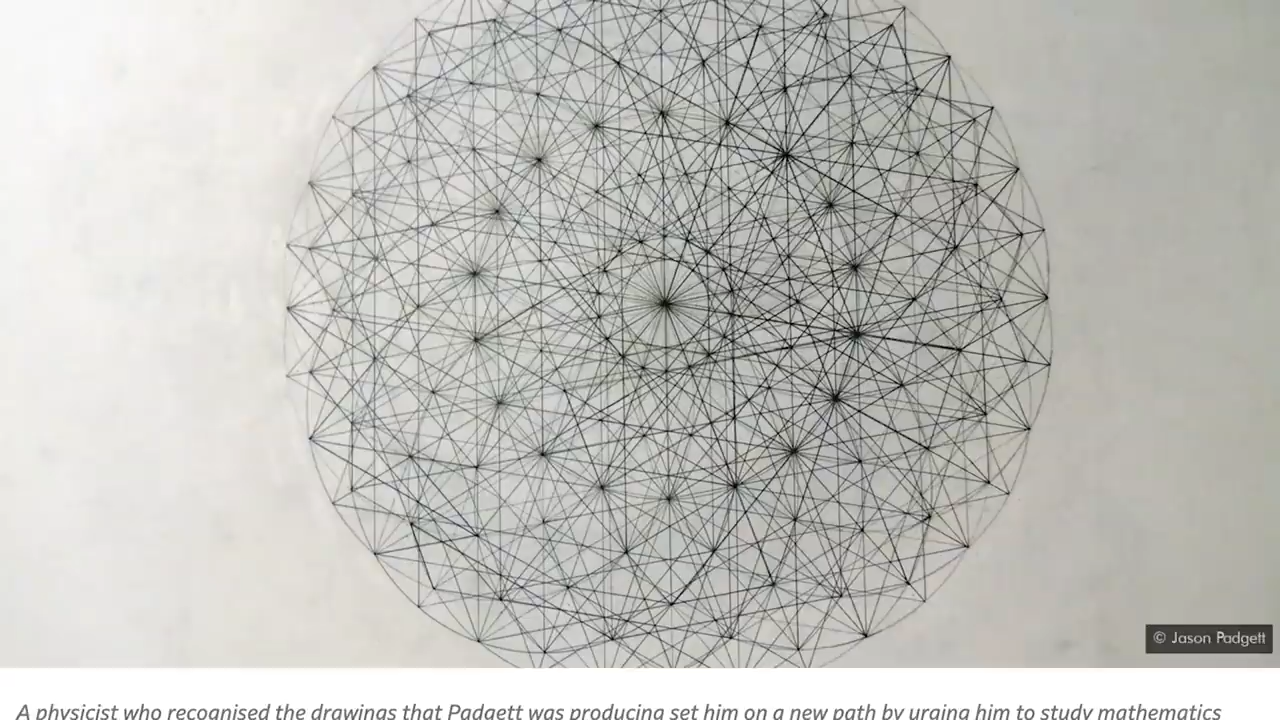 © Jason Padgett
A physicist who recognised the drawings that Padgett was producing set him on a new path by urging him to study mathematics